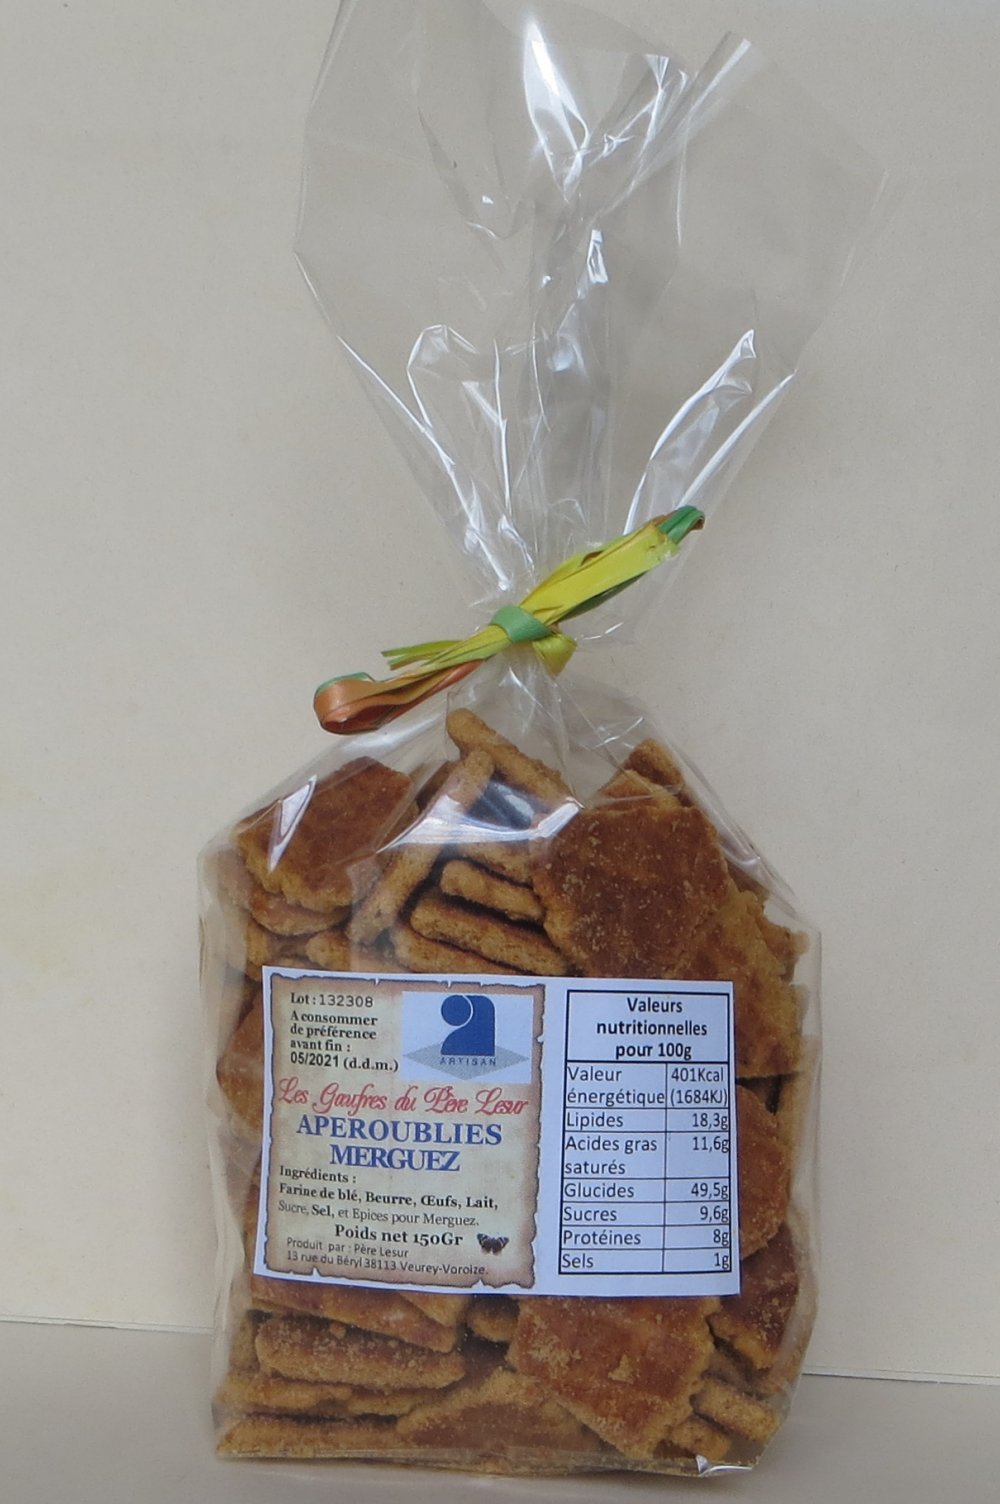 Lot : 132308
A consommer
de préférence
avant fin :
05/2021 (d.d.m.)
ARTISAN
Les Gaufres du Père Lesur
APEROUBLIES
MERGUEZ
Ingrédients :
Farine de blé, Beurre, Œufs, Lait,
Sucre, Sel, et Epices pour Merguez.
Poids net 150Gr
Produit par : Père Lesur
13 rue du Béryl 38113 Veurey-Voroize.
Valeurs
nutritionnelles
pour 100g
Valeur 401Kcal
énergétique (1684KJ)
Lipides 18,3g
Acides gras 11,6g
saturés
Glucides 49,5g
Sucres 9,6g
Protéines 8g
Sels 1g